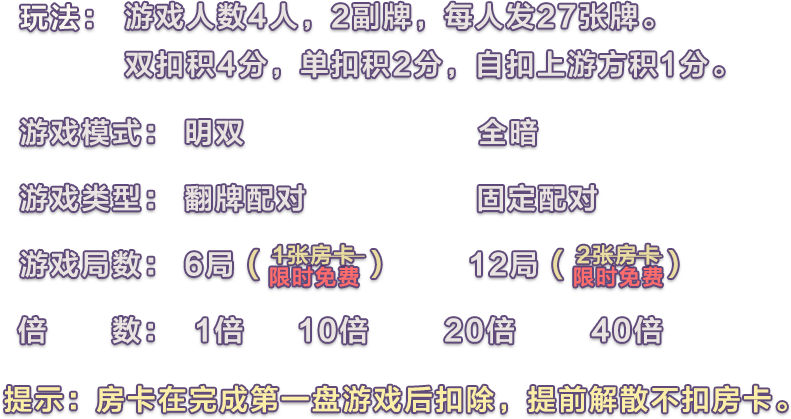 玩法： 游戏人数4人，2副牌，每人发27张牌。
双扣积4分，单扣积2分，自扣上游方积1分。
游戏模式： 明双 全暗
游戏类型： 翻牌配对 固定配对
游戏局数： 6局（1张房卡 限时免费） 12局（2张房卡 限时免费）
倍 数： 1倍 10倍 20倍 40倍
提示：房卡在完成第一盘游戏后扣除，提前解散不扣房卡。